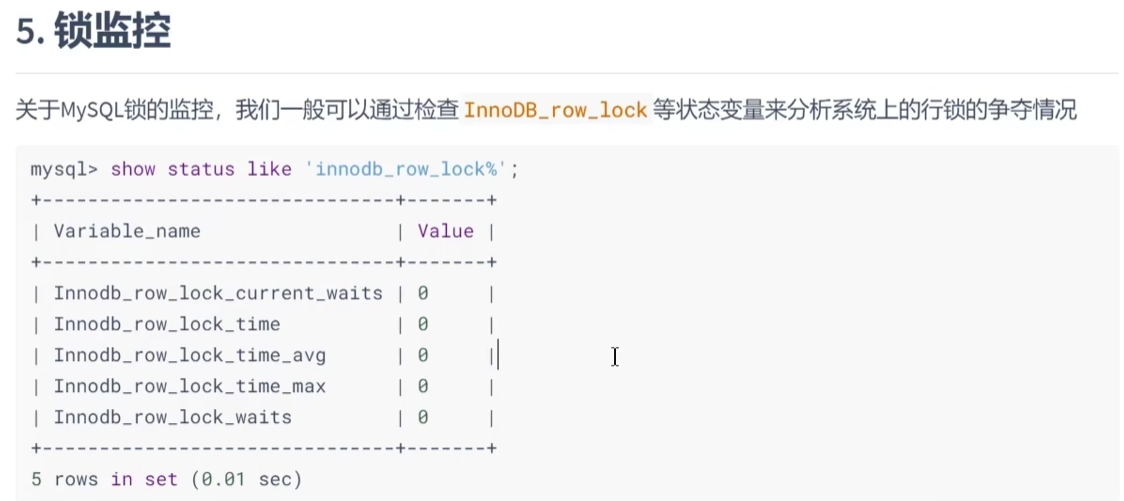 5. 锁监控
关于MySQL锁的监控，我们一般可以通过检查 InnoDB_row_lock 等状态变量来分析系统上的行锁的争夺情况
mysql> show status like 'innodb_row_lock%';
+-------------------------------+-------+
| Variable_name                 | Value |
+-------------------------------+-------+
| Innodb_row_lock_current_waits | 0     |
| Innodb_row_lock_time          | 0     |
| Innodb_row_lock_time_avg      | 0     |
| Innodb_row_lock_time_max      | 0     |
| Innodb_row_lock_waits         | 0     |
+-------------------------------+-------+
5 rows in set (0.01 sec)